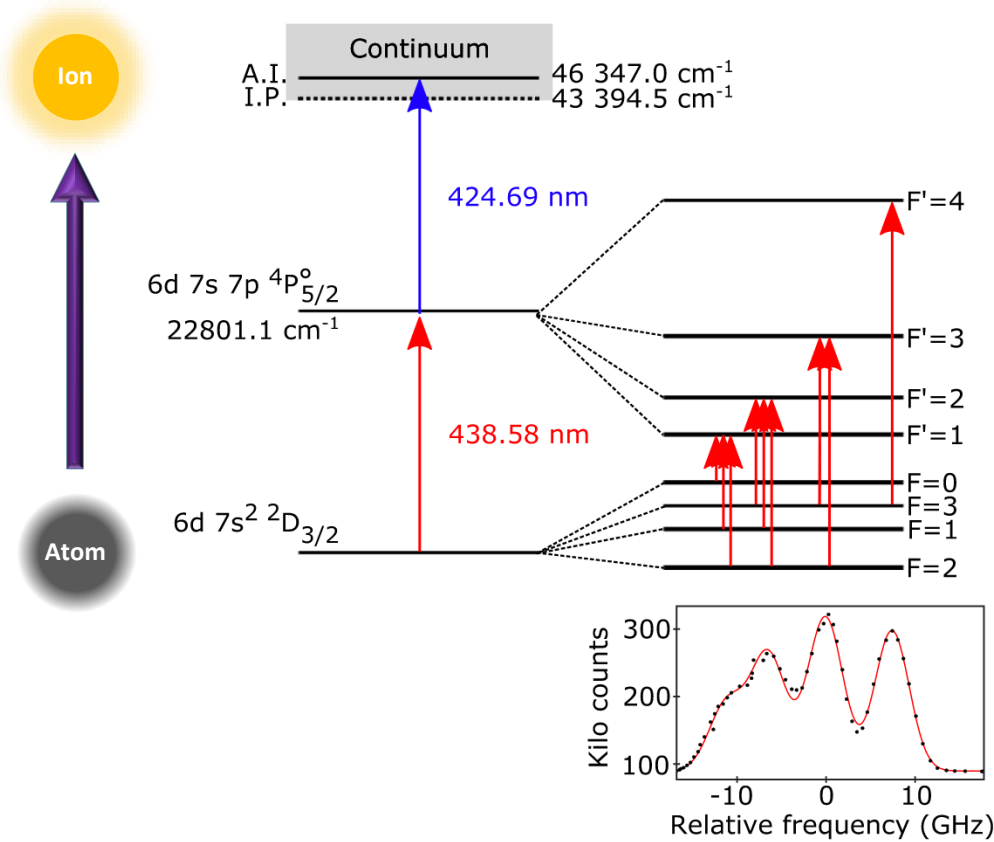 Continuum
Ion
A.I.
46 347.0 cm⁻¹
I.P.
43 394.5 cm⁻¹
424.69 nm
F'=4
6d 7s 7p ⁴P°5/2
22801.1 cm⁻¹
F'=3
F'=2
438.58 nm
F'=1
F=0
F=3
6d 7s² ²D3/2
Atom
F=1
F=2
Kilo counts
300
200
100
-10
0
10
Relative frequency (GHz)